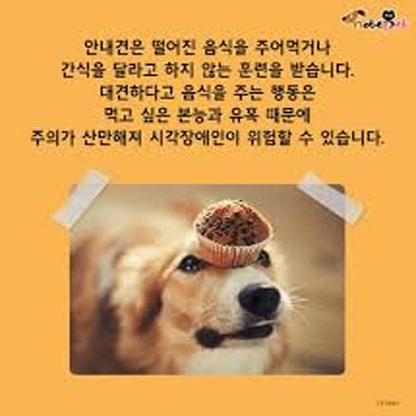 안내견은 떨어진 음식을 주어먹거나
간식을 달라고 하지 않는 훈련을 받습니다.
대견하다고 음식을 주는 행동은
먹고 싶은 본능과 유혹 때문에
주의가 산만해져 시각장애인이 위험할 수 있습니다.